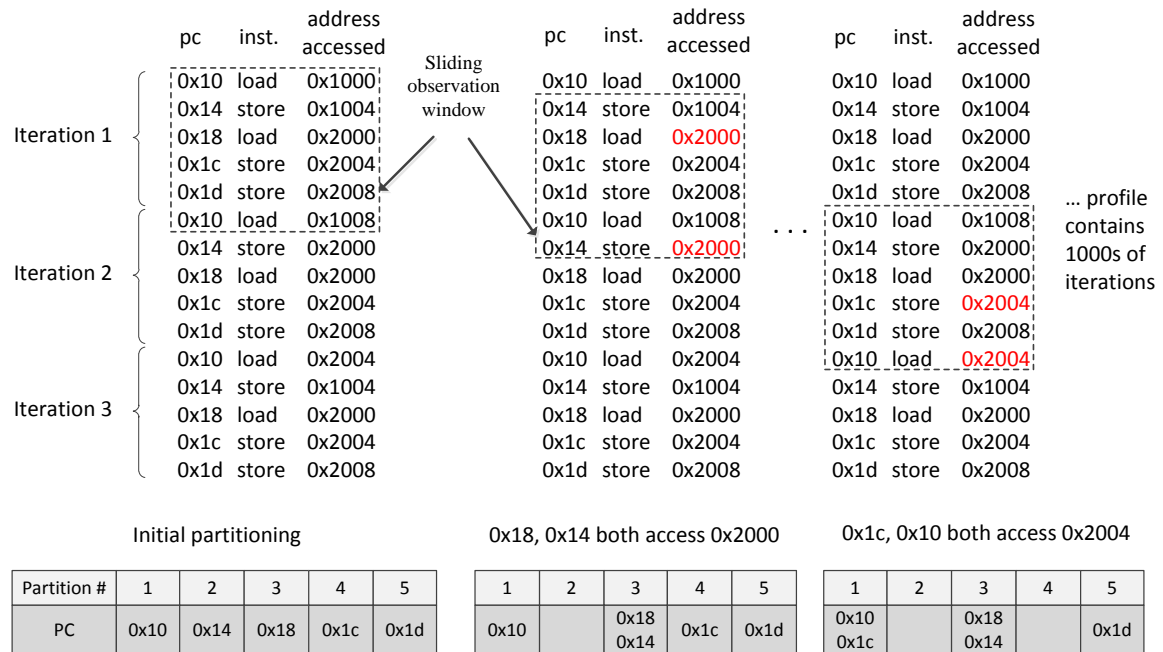 pc inst. address accessed
0x10 load 0x1000
0x14 store 0x1004
0x18 load 0x2000
0x1c store 0x2004
0x1d store 0x2008
0x10 load 0x1008
0x14 store 0x2000
0x18 load 0x2000
0x1c store 0x2004
0x1d store 0x2008
0x10 load 0x2004
0x14 store 0x1004
0x18 load 0x2000
0x1c store 0x2004
0x1d store 0x2008
Iteration 1
Iteration 2
Iteration 3
Sliding
observation
window
pc inst. address accessed
0x10 load 0x1000
0x14 store 0x1004
0x18 load 0x2000
0x1c store 0x2004
0x1d store 0x2008
0x10 load 0x1008
0x14 store 0x2000
0x18 load 0x2000
0x1c store 0x2004
0x1d store 0x2008
0x10 load 0x2004
0x14 store 0x1004
0x18 load 0x2000
0x1c store 0x2004
0x1d store 0x2008
. . .
pc inst. address accessed
0x10 load 0x1000
0x14 store 0x1004
0x18 load 0x2000
0x1c store 0x2004
0x1d store 0x2008
0x10 load 0x1008
0x14 store 0x2000
0x18 load 0x2000
0x1c store 0x2004
0x1d store 0x2008
0x10 load 0x2004
0x14 store 0x1004
0x18 load 0x2000
0x1c store 0x2004
0x1d store 0x2008
... profile
contains
1000s of
iterations
Initial partitioning
Partition # 1 2 3 4 5
PC 0x10 0x14 0x18 0x1c 0x1d
0x18, 0x14 both access 0x2000
1 2 3 4 5
0x10 0x18 0x1c 0x1d
0x14
0x1c, 0x10 both access 0x2004
1 2 3 4 5
0x10 0x18 0x1d
0x1c 0x14